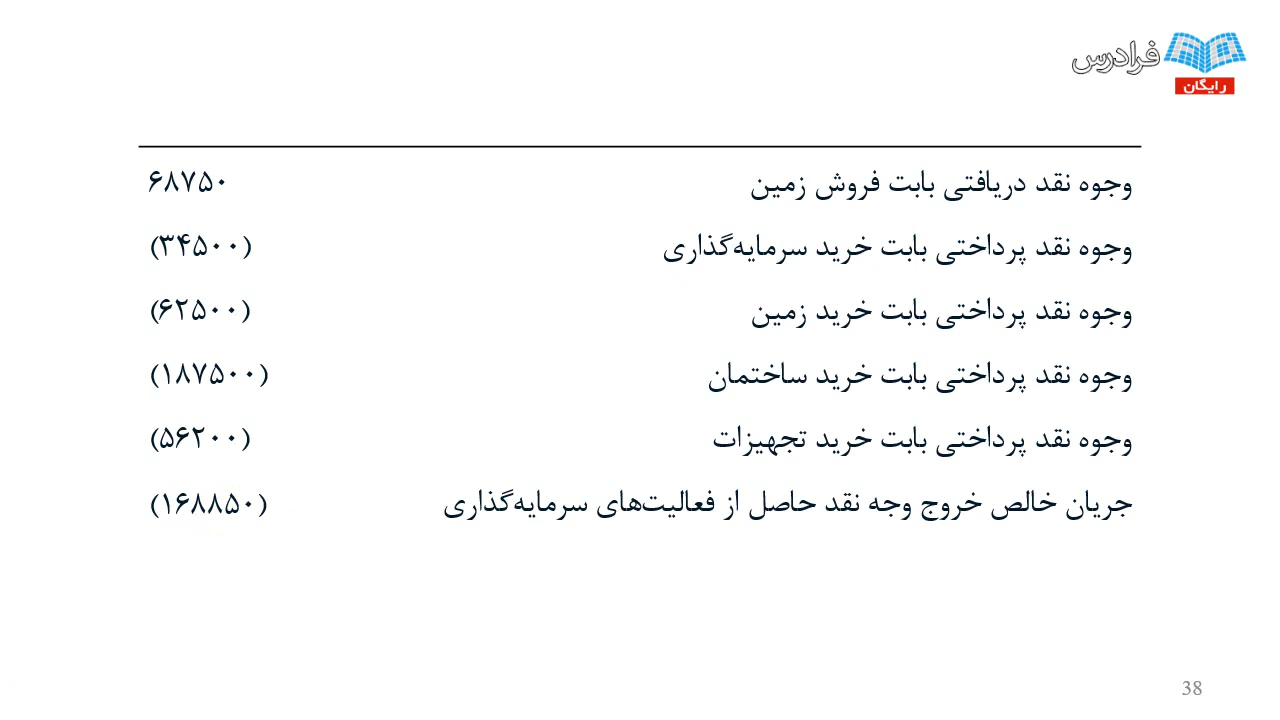 فرادرس
رایگان
وجوه نقد دریافتی بابت فروش زمین ۶۸۷۵۰
وجوه نقد پرداختی بابت خرید سرمایه‌گذاری (۳۴۵۰۰)
وجوه نقد پرداختی بابت خرید زمین (۶۲۵۰۰)
وجوه نقد پرداختی بابت خرید ساختمان (۱۸۷۵۰۰)
وجوه نقد پرداختی بابت خرید تجهیزات (۵۶۲۰۰)
جریان خالص خروج وجه نقد حاصل از فعالیت‌های سرمایه‌گذاری (۱۶۸۸۵۰)
38